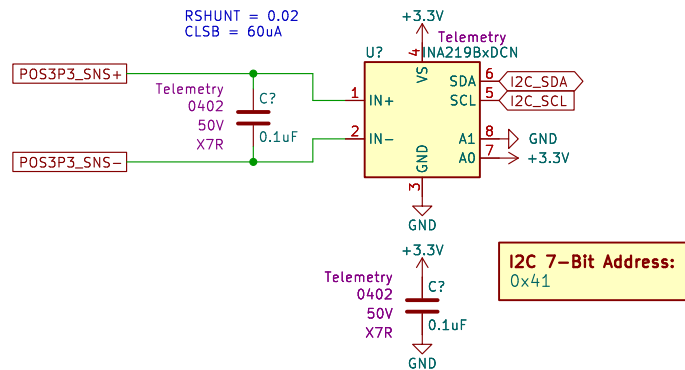 RSHUNT = 0.02
CLSB = 60uA
+3.3V
Telemetry
U?
INA219BxDCN
4
VS
POS3P3_SNS+
Telemetry
0402
50V
X7R
C?
0.1uF
1
IN+
2
IN-
SDA
6
I2C_SDA
SCL
5
I2C_SCL
A1
8
GND
A0
7
+3.3V
POS3P3_SNS-
GND
3
GND
+3.3V
Telemetry
0402
50V
X7R
C?
0.1uF
GND
I2C 7-Bit Address:
0x41